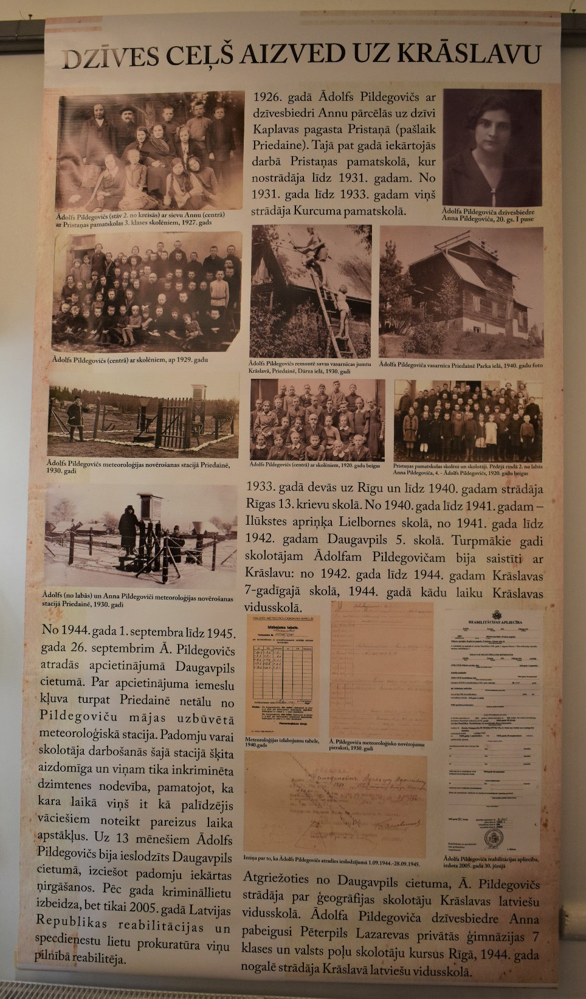 DZĪVES CEĻŠ AIZVED UZ KRĀSLAVU
1926. gadā Ādolfs Pildegovičs ar
dzīvesbiedri Annu pārcēlās uz dzīvi
Kaplavas pagasta Pristaņā (pašlaik
Priedaine). Tajā pat gadā iekārtojās
darbā Pristaņas pamatskolā, kur
nostrādāja līdz 1931. gadam. No
1931. gada līdz 1933. gadam viņš
strādāja Kurcuma pamatskolā.
Ādolfs Pildegovičs (stāv 2. no kreisās) ar sievu Annu (centrā)
ar Pristaņas pamatskolas 3. klases skolēniem, 1927. gads
Ādolfa Pildegoviča dzīvesbiedre
Anna Pildegoviča, 20. gs. I puse
Ādolfs Pildegovičs (centrā) ar skolēniem, ap 1929. gadu
Ādolfs Pildegovičs remontē savas vasarnīcas jumtu
Krāslavā, Priedainē, Dārza ielā, 1930. gadi
Ādolfa Pildegoviča vasarnīca Priedainē Parka ielā, 1940. gadu foto
Ādolfs Pildegovičs meteoroloģijas novērošanas stacijā Priedainē,
1930. gadi
Ādolfs Pildegovičs (centrā) ar skolēniem, 1920. gadu beigas
Pristaņas pamatskolas skolēni un skolotāji. Pēdējā rindā 2. no labās
Anna Pildegoviča, 4. - Ādolfs Pildegovičs, 1920. gadu beigas
Ādolfs (no labās) un Anna Pildegoviči meteoroloģijas novērošanas
stacijā Priedainē, 1930. gadi
1933. gadā devās uz Rīgu un līdz 1940. gadam strādāja
Rīgas 13. krievu skolā. No 1940. gada līdz 1941. gadam –
Ilūkstes apriņķa Lielbornes skolā, no 1941. gada līdz
1942. gadam Daugavpils 5. skolā. Turpmākie gadi
skolotājam Ādolfam Pildegovičam bija saistīti ar
Krāslavu: no 1942. gada līdz 1944. gadam Krāslavas
7-gadīgajā skolā, 1944. gadā kādu laiku Krāslavas
vidusskolā.
No 1944. gada 1. septembra līdz 1945.
gada 26. septembrim Ā. Pildegovičs
atradās apcietinājumā Daugavpils
cietumā. Par apcietinājuma iemeslu
kļuva turpat Priedainē netālu no
Pildegoviču mājas uzbūvētā
meteoroloģiskā stacija. Padomju varai
skolotāja darbošanās šajā stacijā šķita
aizdomīga un viņam tika inkriminēta
dzimtenes nodevība, pamatojot, ka
kara laikā viņš it kā palīdzējis
vāciešiem noteikt pareizus laika
apstākļus. Uz 13 mēnešiem Ādolfs
Pildegovičs bija ieslodzīts Daugavpils
cietumā, izciešot padomju iekārtas
ņirgāšanos. Pēc gada krimināllietu
izbeidza, bet tikai 2005. gadā Latvijas
Republikas reabilitācijas un
specdienestu lietu prokuratūra viņu
pilnībā reabilitēja.
VALSTS METEOROLOĢISKAIS BIROJS
Izlabojumu tabele.
Meteoroloģiskais birojs.
Meteoroloģijas izlabojumu tabele,
1940.gads
Ā. Pildegoviča meteoroloģisko novērojumu
pieraksti, 1930. gadi
REABILITĀCIJAS APLIECĪBA
Izziņa par to, ka Ādolfs Pildegovičs atradies ieslodzījumā 1.09.1944.-28.09.1945.
Ādolfa Pildegoviča reabilitācijas apliecība,
izdota 2005. gada 30. jūnijā
Atgriežoties no Daugavpils cietuma, Ā. Pildegovičs
strādāja par ģeogrāfijas skolotāju Krāslavas latviešu
vidusskolā. Ādolfa Pildegoviča dzīvesbiedre Anna
pabeigusi Pēterpils Lazarevas privātās ģimnāzijas 7
klases un valsts poļu skolotāju kursus Rīgā, 1944. gada
nogalē strādāja Krāslavā latviešu vidusskolā.